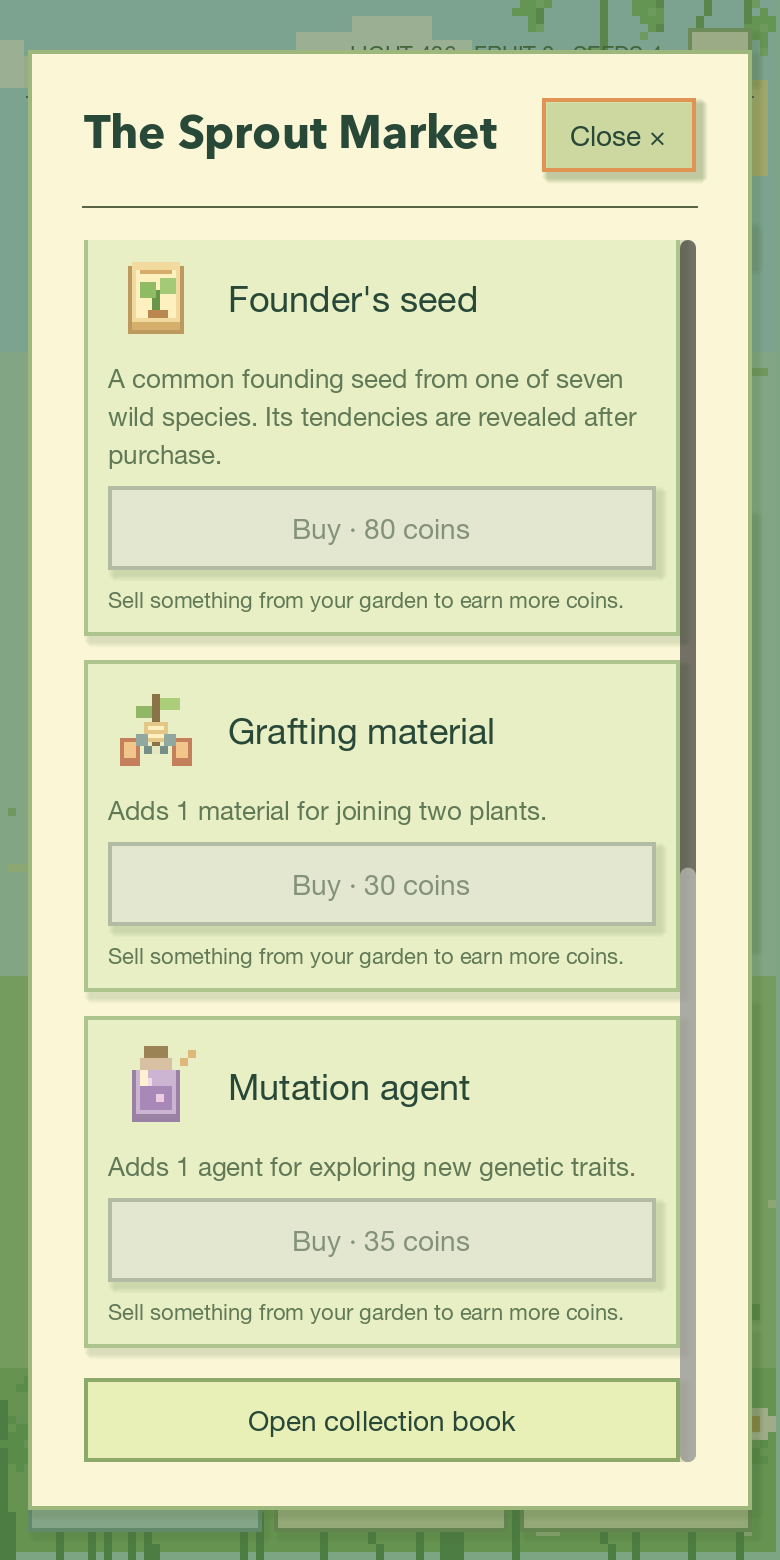 The Sprout Market
Close ×
Founder's seed
A common founding seed from one of seven
wild species. Its tendencies are revealed after
purchase.
Buy · 80 coins
Sell something from your garden to earn more coins.
Grafting material
Adds 1 material for joining two plants.
Buy · 30 coins
Sell something from your garden to earn more coins.
Mutation agent
Adds 1 agent for exploring new genetic traits.
Buy · 35 coins
Sell something from your garden to earn more coins.
Open collection book